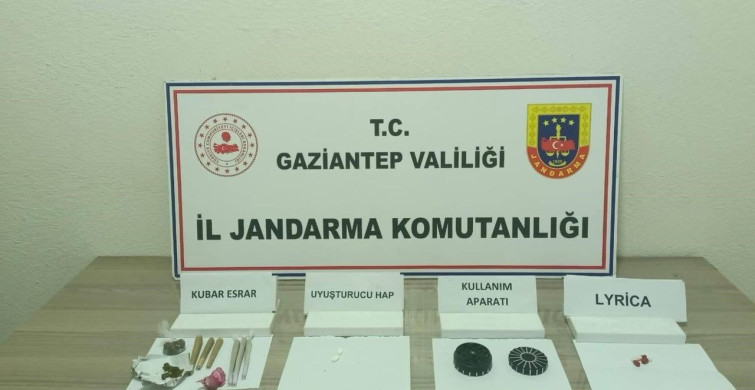 T.C.
GAZİANTEP VALİLİĞİ
İL JANDARMA KOMUTANLIĞI
JANDARMA
KUBAR ESRAR
UYUŞTURUCU HAP
KULLANIM
APARATI
LYRİCA